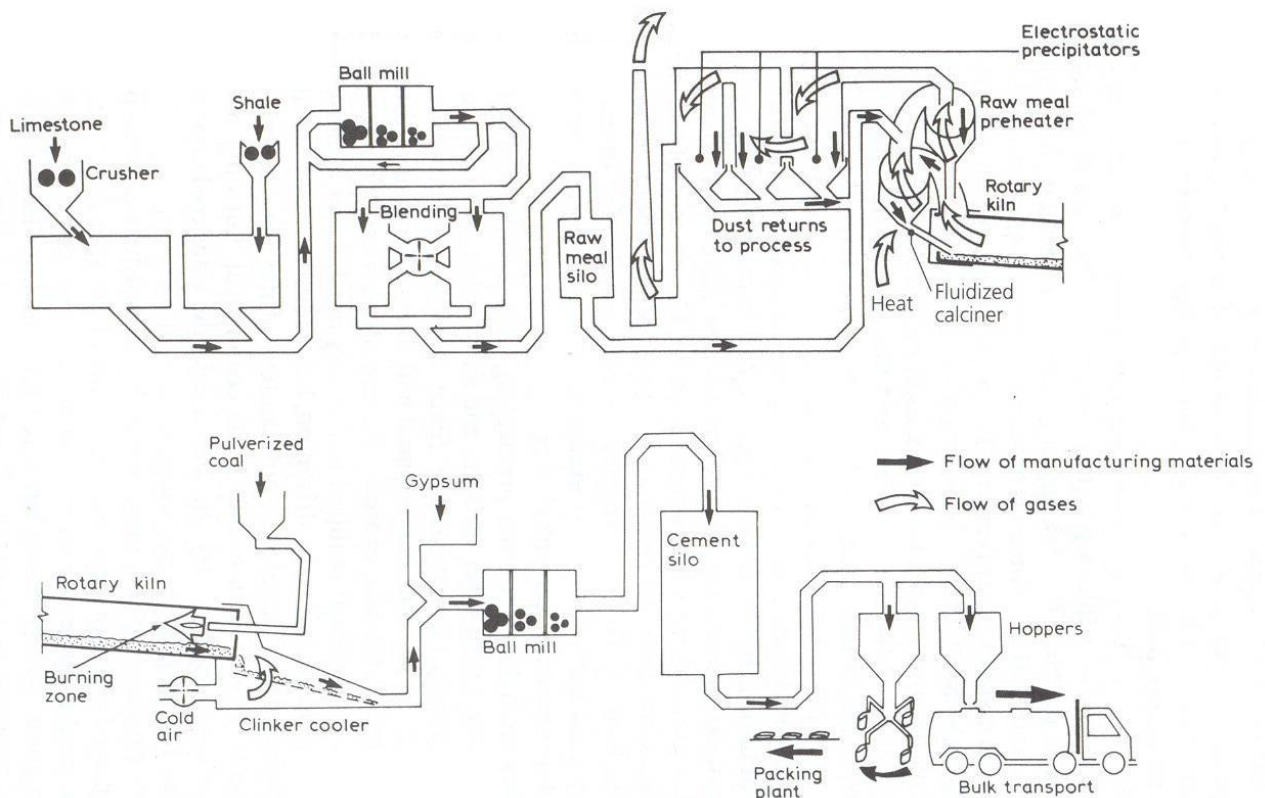 Electrostatic
precipitators
Ball mill
Shale
Limestone
Crusher
Raw meal
preheater
Rotary
kiln
Blending
Raw
meal
silo
Dust returns
to process
Heat
Fluidized
calciner
Pulverized
coal
Gypsum
Flow of manufacturing materials
Flow of gases
Cement
silo
Rotary kiln
Hoppers
Ball mill
Burning
zone
Cold
air
Clinker cooler
Packing
plant
Bulk transport